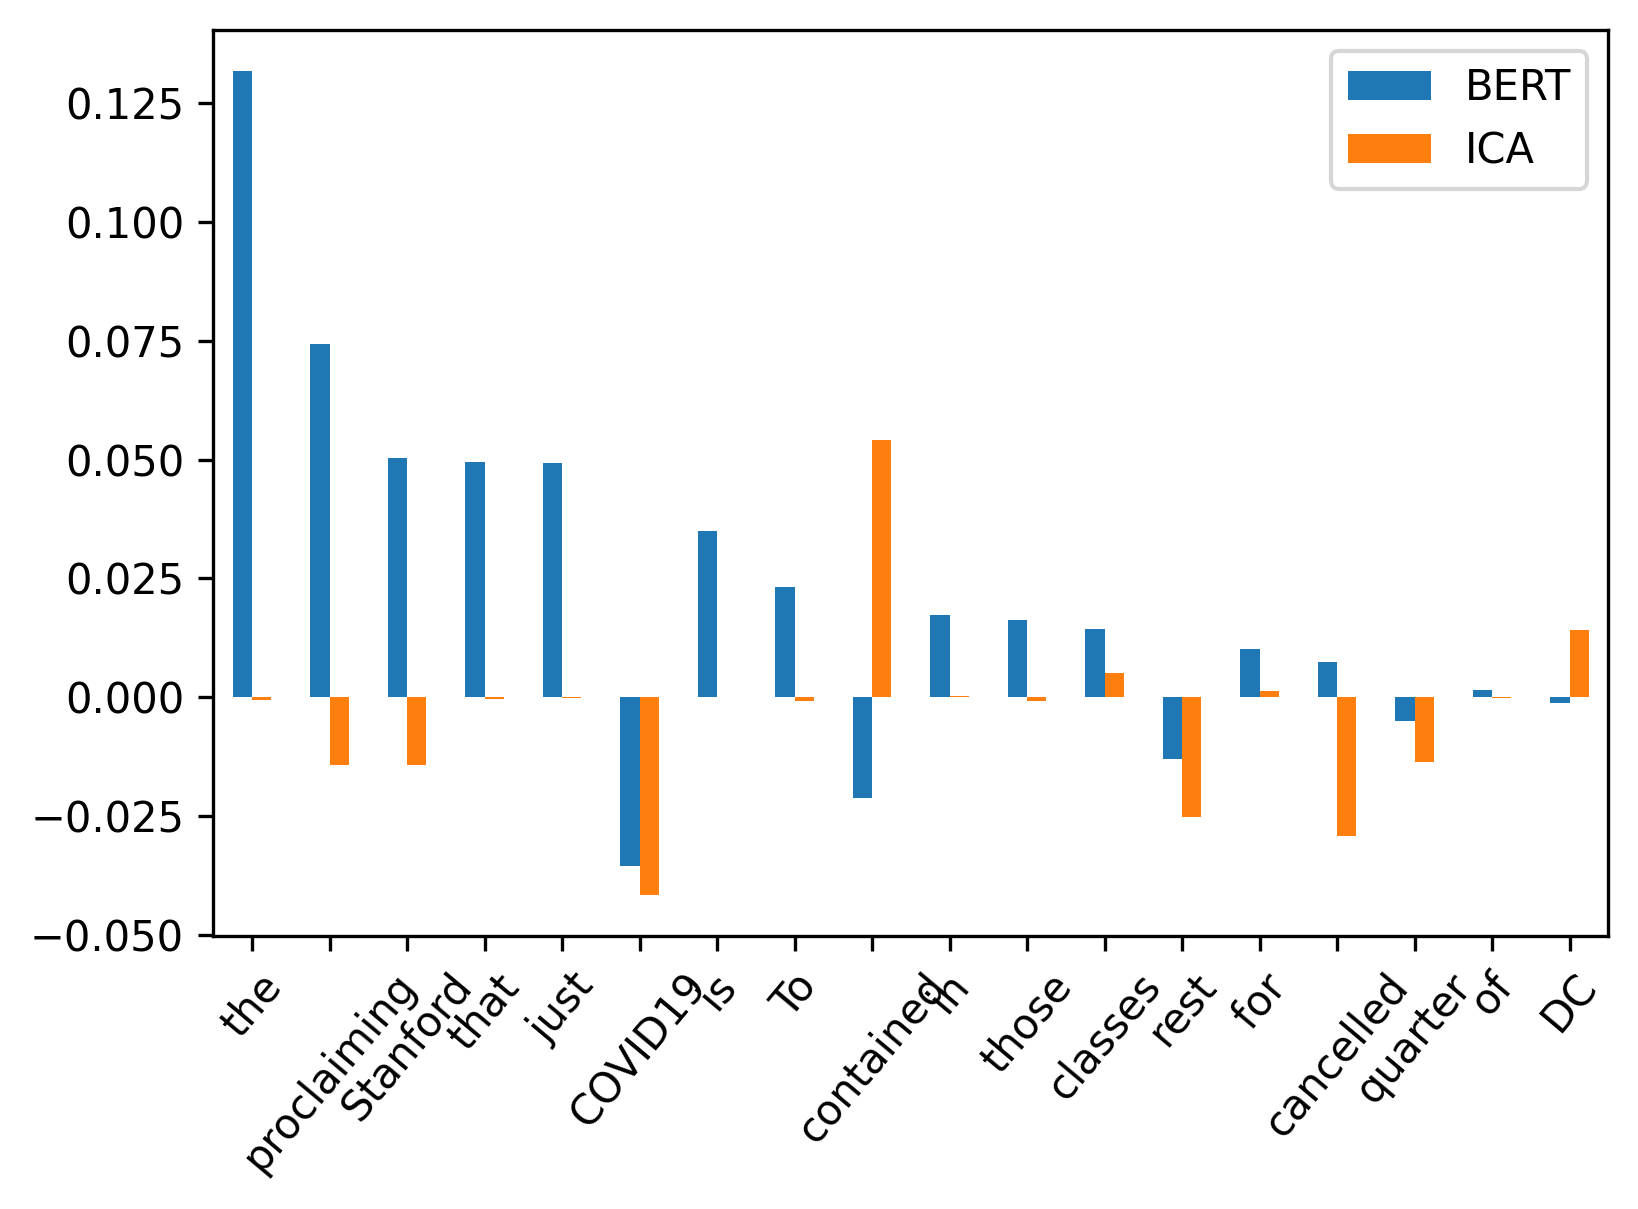 BERT
ICA
0.125
0.100
0.075
0.050
0.025
0.000
−0.025
−0.050
the
proclaiming
Stanford
that
just
COVID19
is
To
contained
in
those
classes
rest
for
cancelled
quarter
of
DC